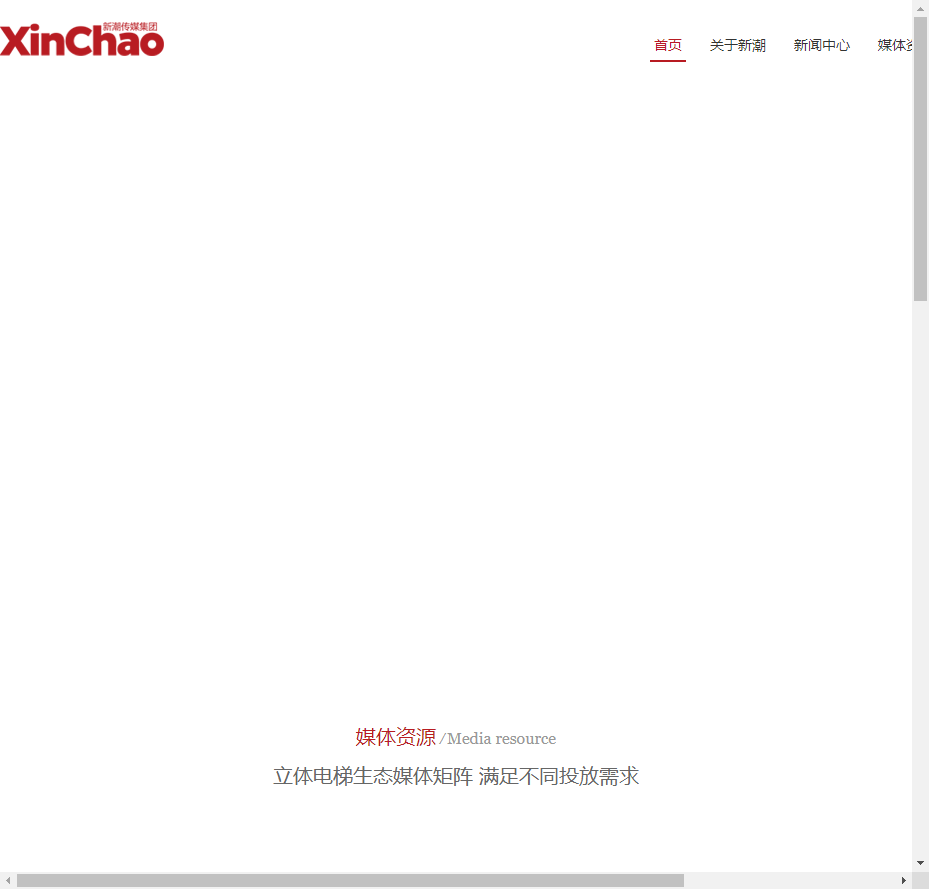 新潮传媒集团
XinChao
首页 关于新潮 新闻中心 媒体
媒体资源 /Media resource
立体电梯生态媒体矩阵 满足不同投放需求